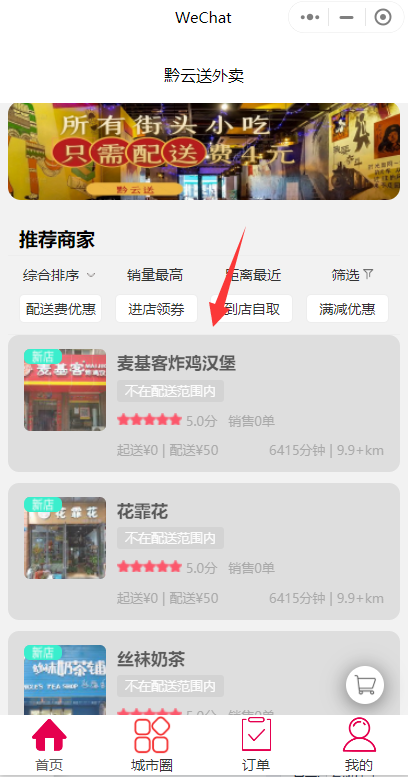 WeChat
黔云送外卖
所有街头小吃
只需配送费4元
黔云送
推荐商家
综合排序 销量最高 距离最近 筛选
配送费优惠 进店领券 到店自取 满减优惠
新店
麦基客
麦基客炸鸡汉堡
不在配送范围内
5.0分 销售0单
起送¥0 | 配送¥50 6415分钟 | 9.9+km
新店
花霏花
花霏花
不在配送范围内
5.0分 销售0单
起送¥0 | 配送¥50 6415分钟 | 9.9+km
新店
丝袜奶茶
不在配送范围内
5.0分 销售0单
首页 城市圈 订单 我的